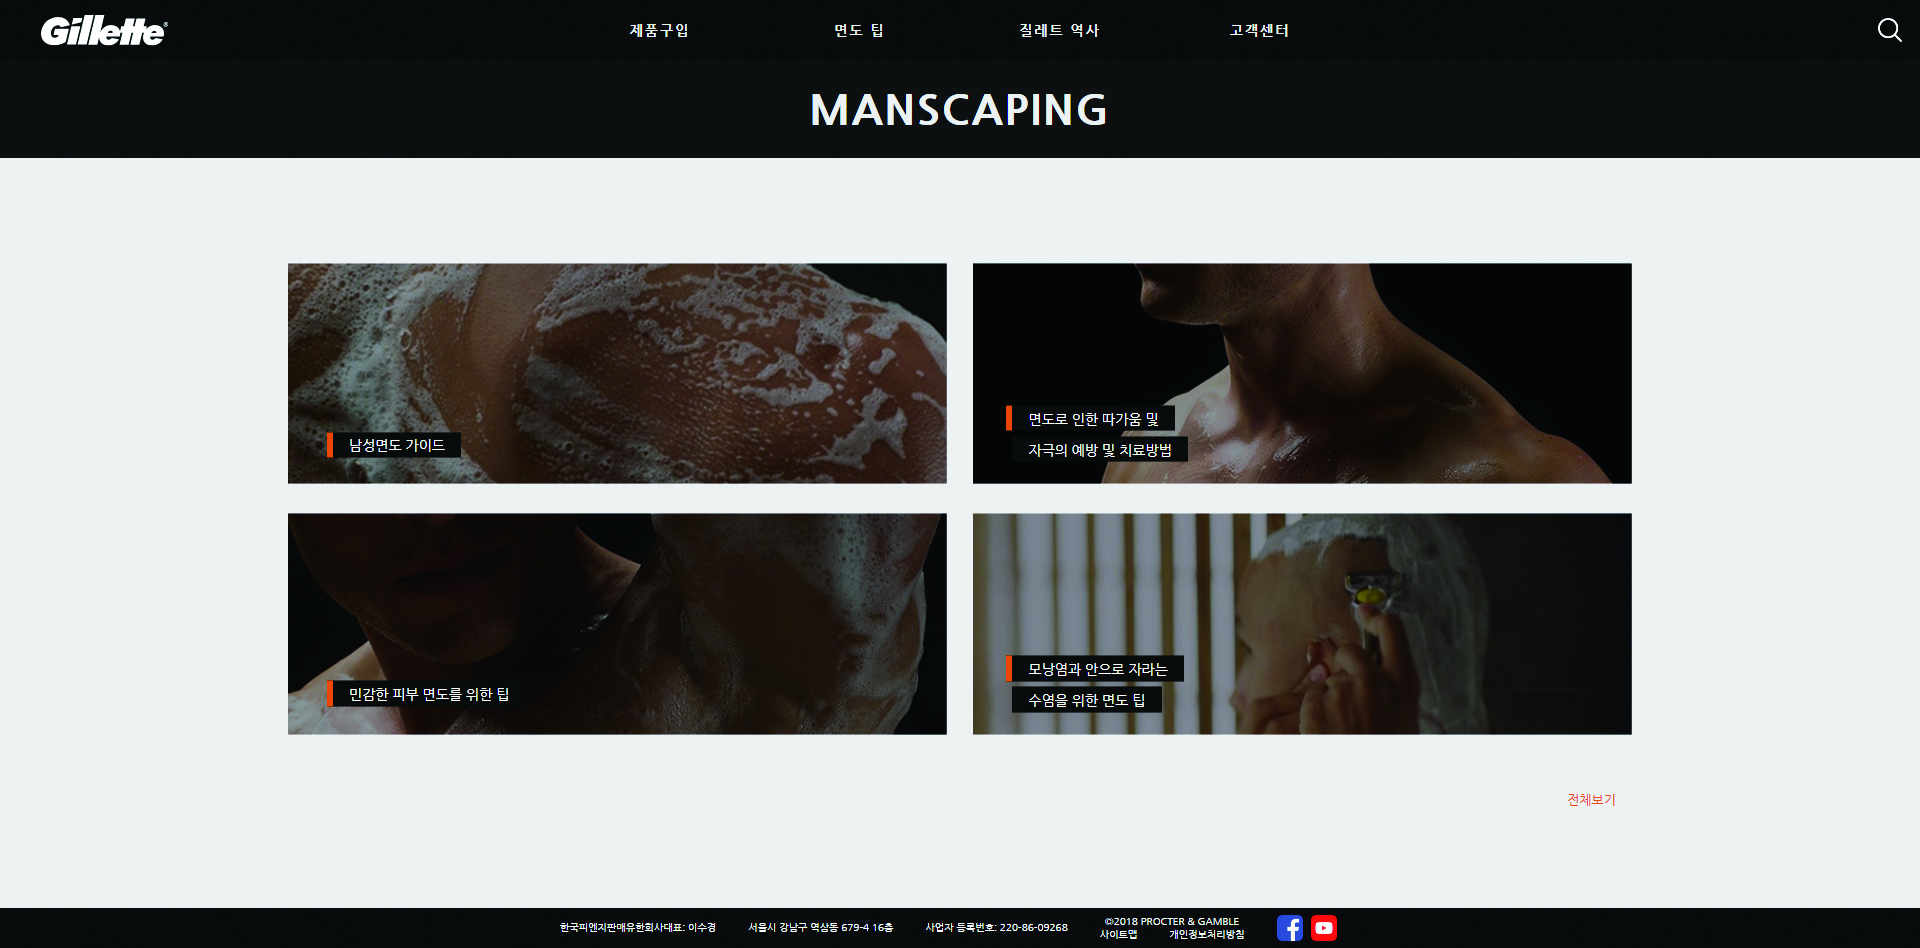 Gillette®
제품구입 면도 팁 질레트 역사 고객센터
MANSCAPING
남성면도 가이드
면도로 인한 따가움 및
자극의 예방 및 치료방법
민감한 피부 면도를 위한 팁
모낭염과 안으로 자라는
수염을 위한 면도 팁
전체보기
한국피엔지판매유한회사대표: 이수경 서울시 강남구 역삼동 679-4 16층 사업자 등록번호: 220-86-09268
©2018 PROCTER & GAMBLE
사이트맵 개인정보처리방침